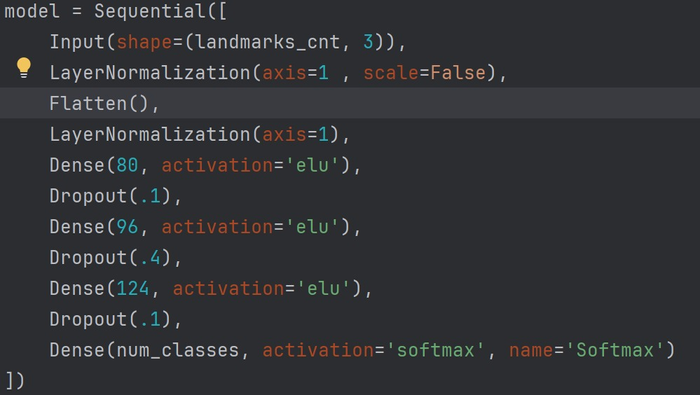 model = Sequential([
    Input(shape=(landmarks_cnt, 3)),
    LayerNormalization(axis=1 , scale=False),
    Flatten(),
    LayerNormalization(axis=1),
    Dense(80, activation='elu'),
    Dropout(.1),
    Dense(96, activation='elu'),
    Dropout(.4),
    Dense(124, activation='elu'),
    Dropout(.1),
    Dense(num_classes, activation='softmax', name='Softmax')
])